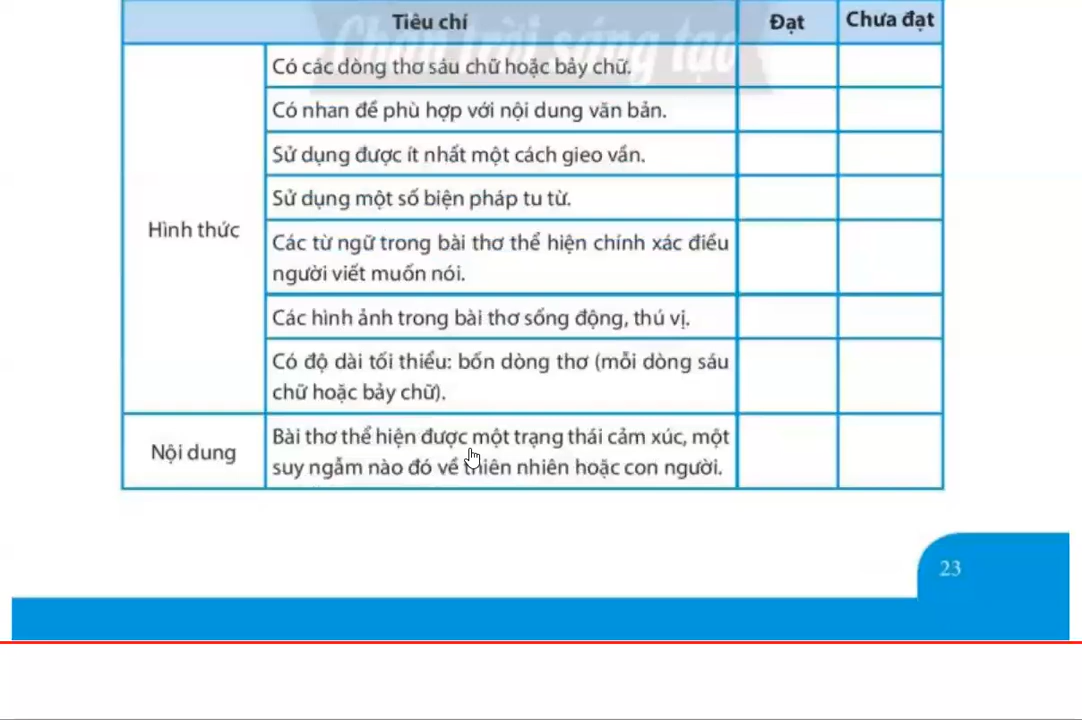 Tiêu chí Đạt Chưa đạt
Chân trời sáng tạo
Có các dòng thơ sáu chữ hoặc bảy chữ.
Có nhan đề phù hợp với nội dung văn bản.
Sử dụng được ít nhất một cách gieo vần.
Sử dụng một số biện pháp tu từ.
Hình thức
Các từ ngữ trong bài thơ thể hiện chính xác điều
người viết muốn nói.
Các hình ảnh trong bài thơ sống động, thú vị.
Có độ dài tối thiểu: bốn dòng thơ (mỗi dòng sáu
chữ hoặc bảy chữ).
Nội dung
Bài thơ thể hiện được một trạng thái cảm xúc, một
suy ngẫm nào đó về thiên nhiên hoặc con người.
23